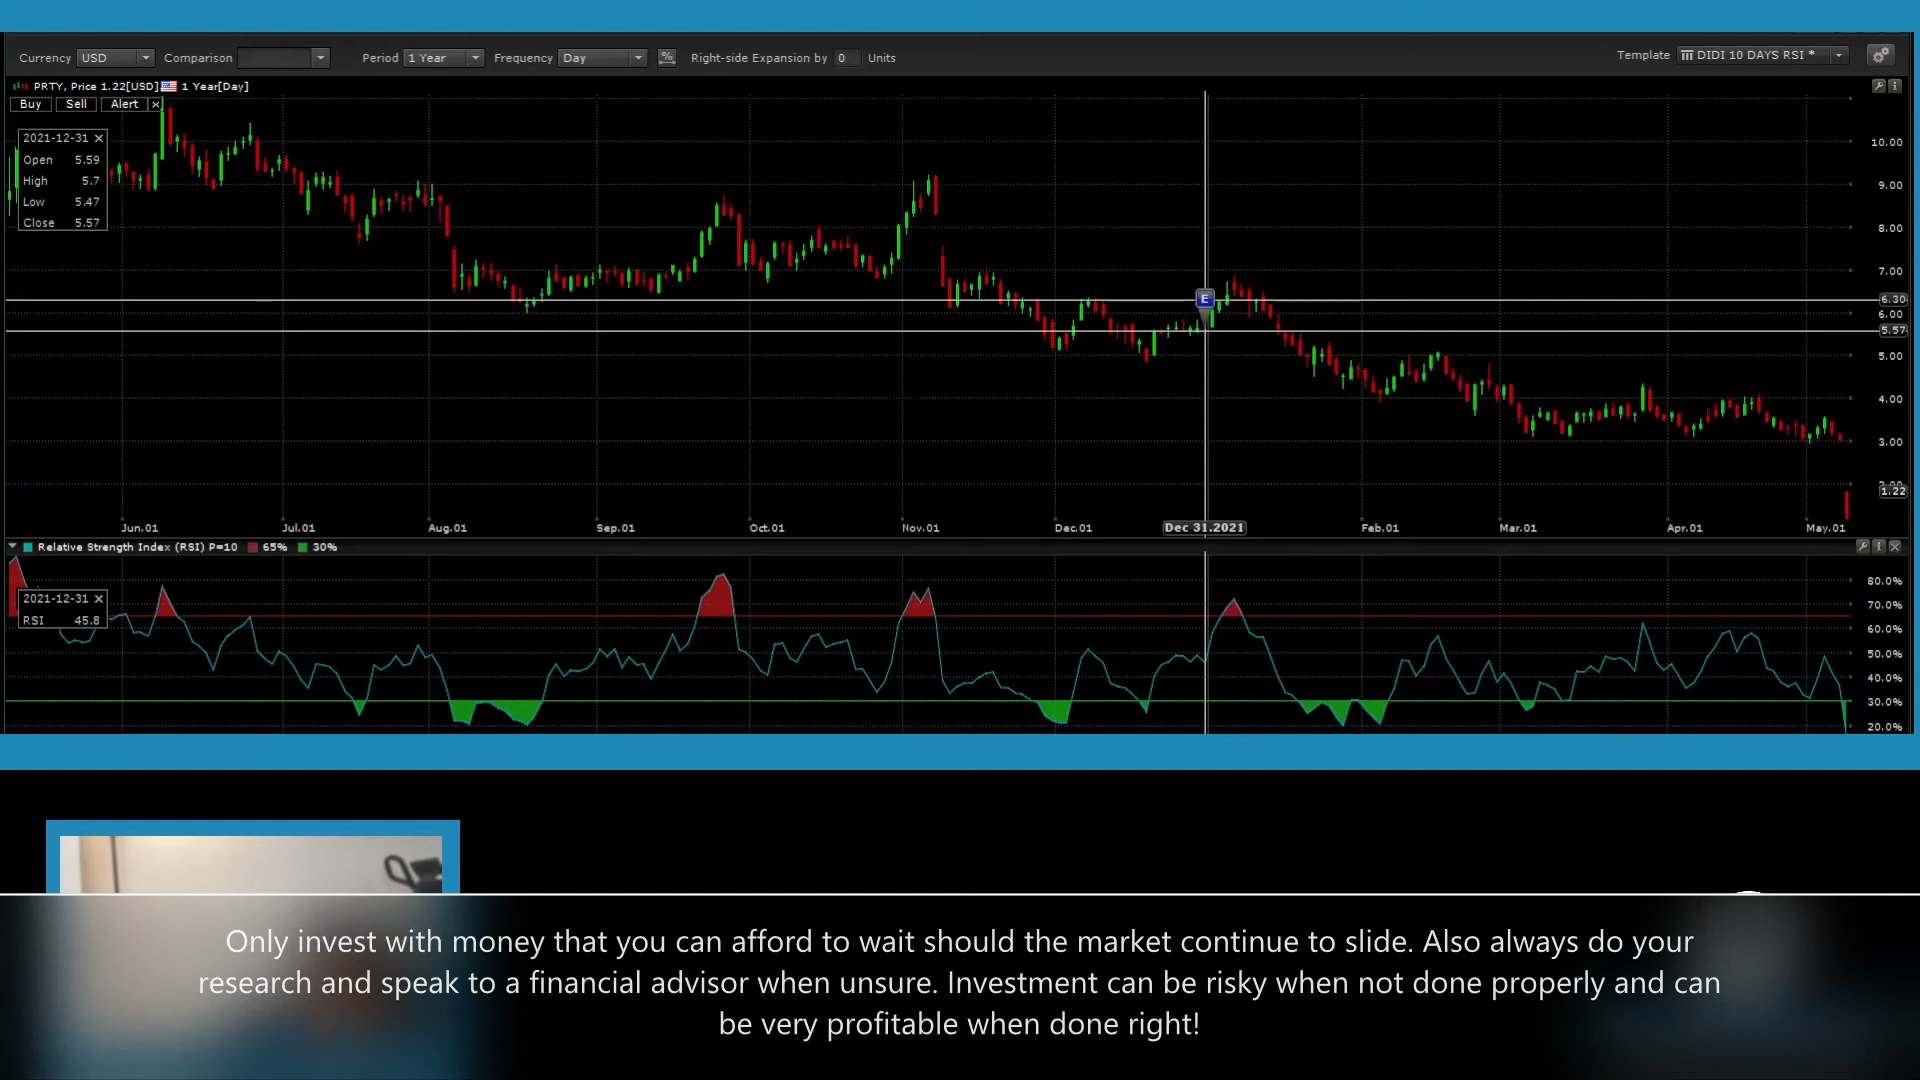 Currency USD Comparison Period 1 Year Frequency Day % Right-side Expansion by 0 Units Template DIDI 10 DAYS RSI *
PRTY, Price 1.22[USD] 1 Year[Day]
Buy Sell Alert ×
2021-12-31 ×
Open 5.59
High 5.7
Low 5.47
Close 5.57
10.00
9.00
8.00
7.00
E
6.30
6.00
5.57
5.00
4.00
3.00
1.22
Jun.01 Jul.01 Aug.01 Sep.01 Oct.01 Nov.01 Dec.01 Dec 31.2021 Feb.01 Mar.01 Apr.01 May.01
Relative Strength Index (RSI) P=10 65% 30%
2021-12-31 ×
RSI 45.8
80.0%
70.0%
60.0%
50.0%
40.0%
30.0%
20.0%
Only invest with money that you can afford to wait should the market continue to slide. Also always do your
research and speak to a financial advisor when unsure. Investment can be risky when not done properly and can
be very profitable when done right!